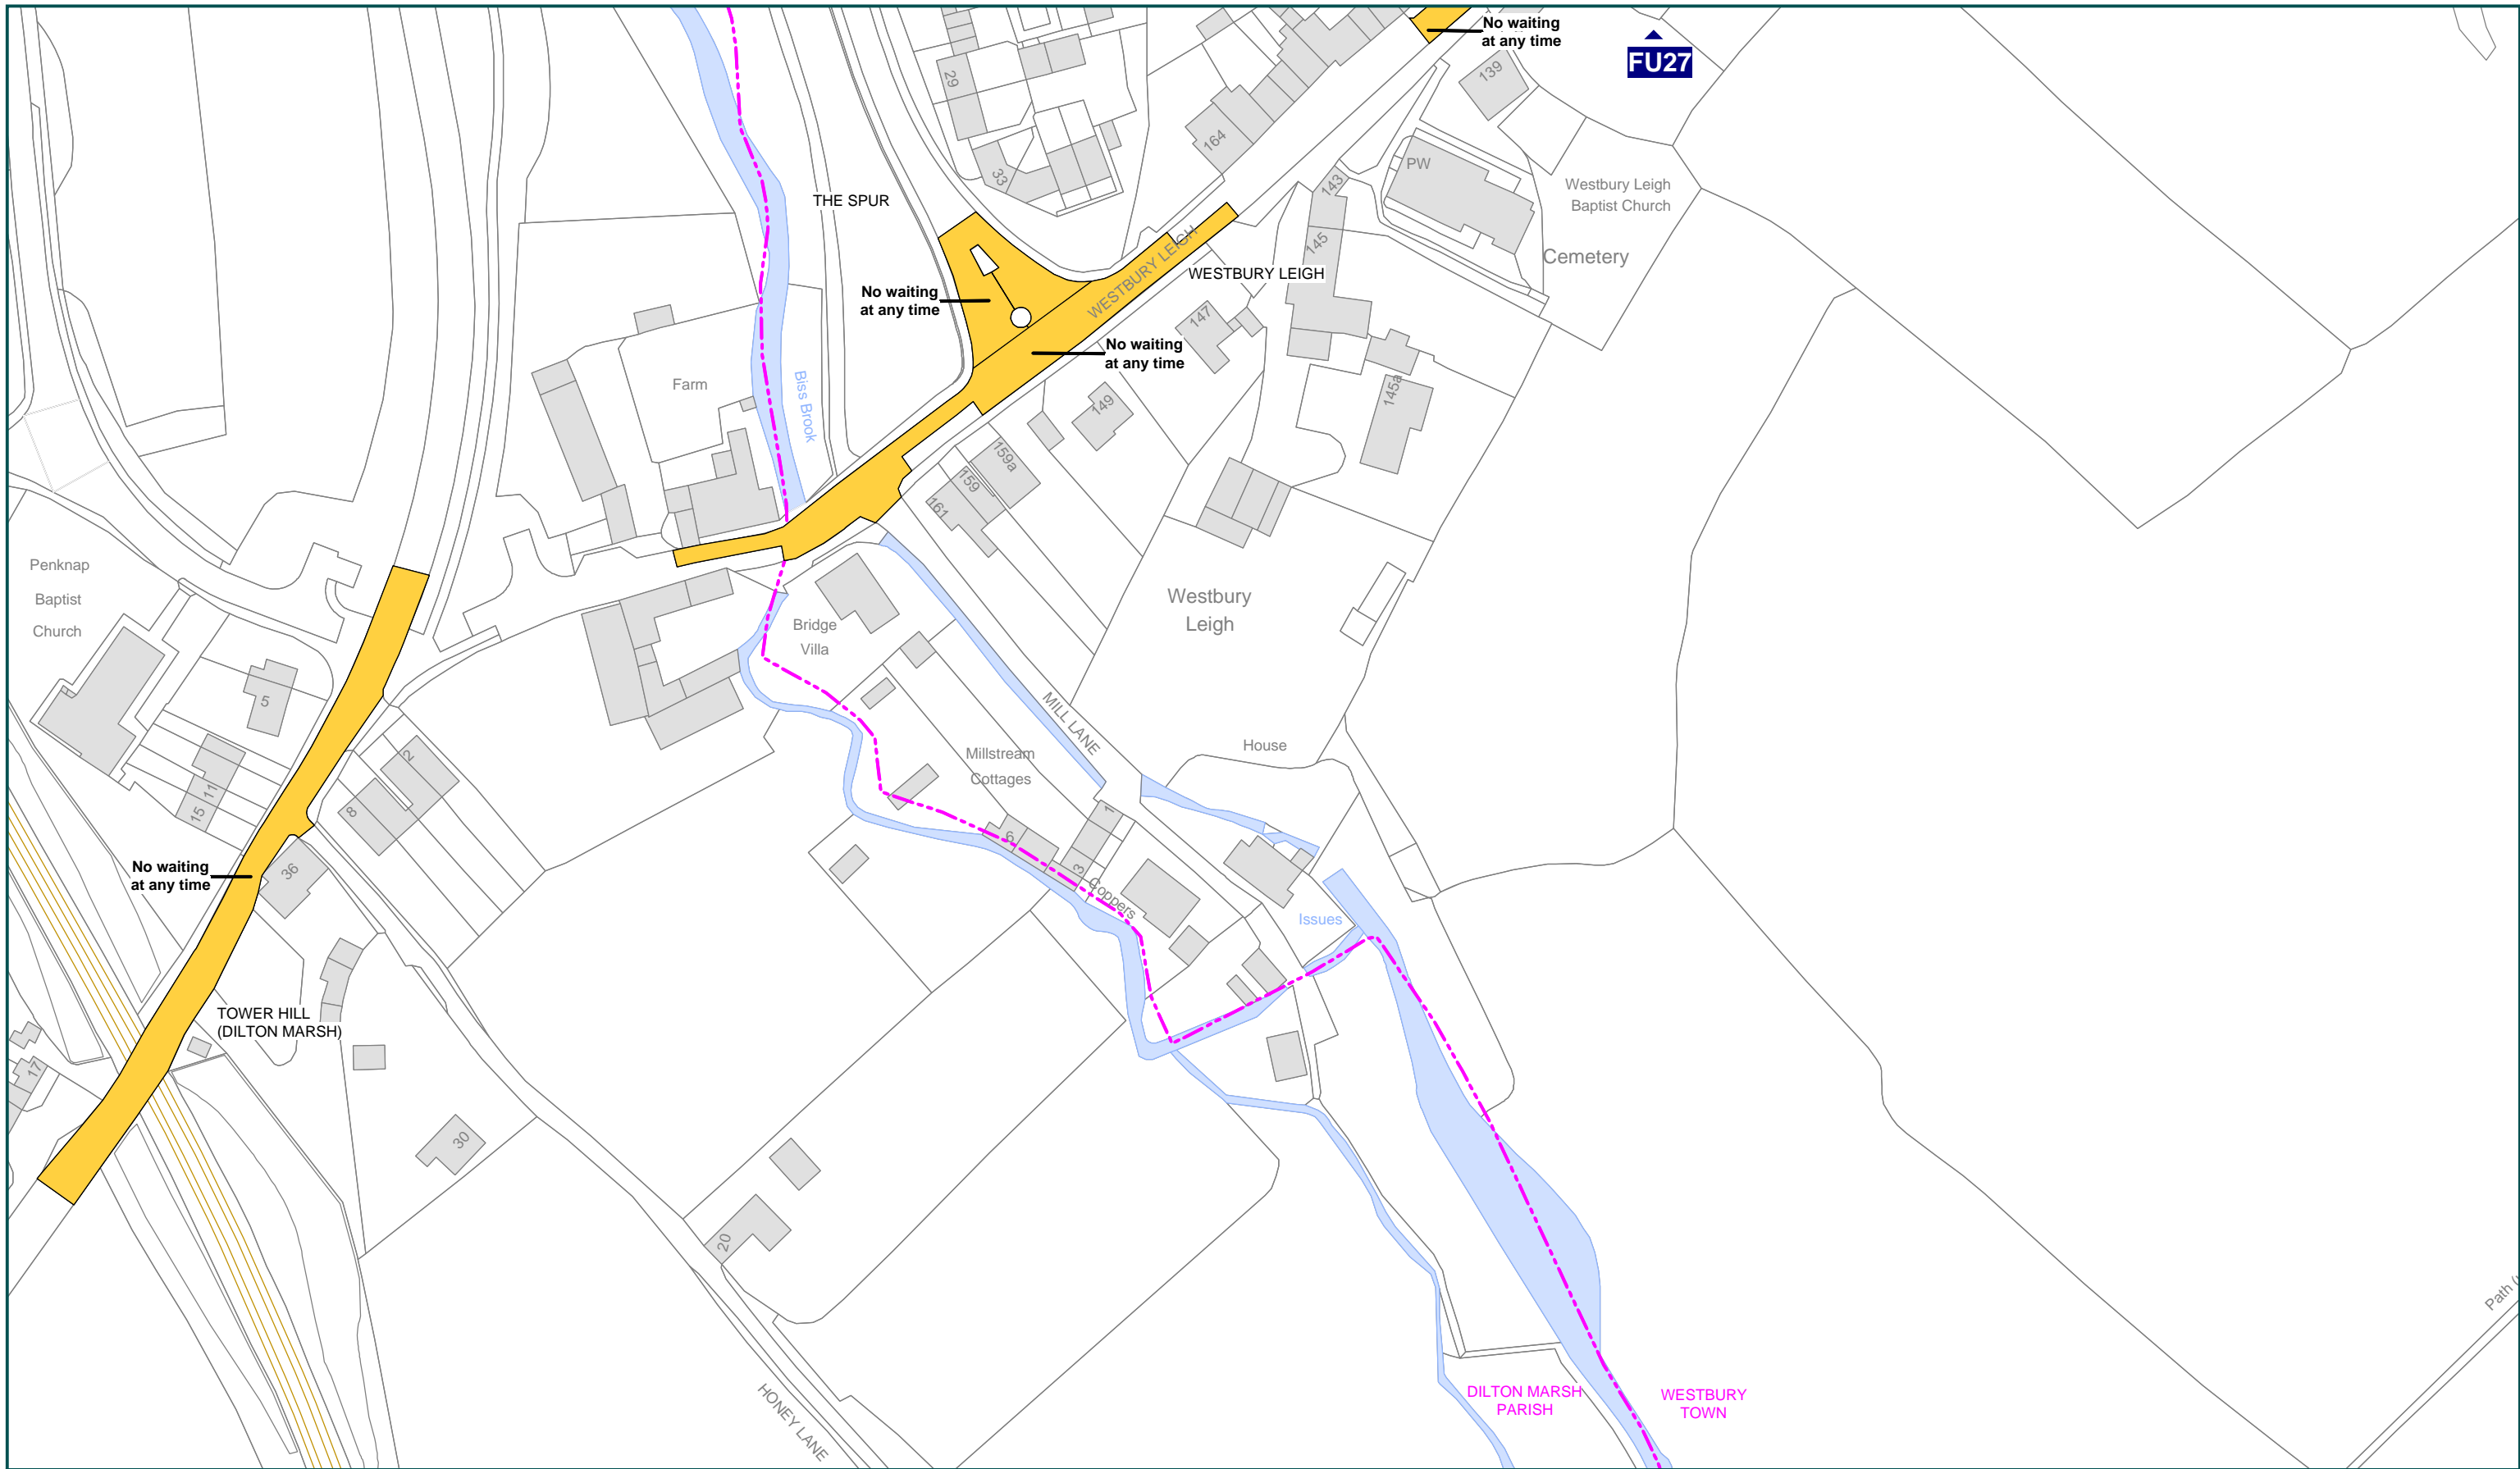 No waiting
at any time
FU27
139
29
164
33
PW
143
Westbury Leigh
Baptist Church
THE SPUR
145
Cemetery
WESTBURY LEIGH
WESTBURY LEIGH
No waiting
at any time
147
No waiting
at any time
Farm
Biss Brook
145a
149
159a
159
161
Penknap
Baptist
Church
Westbury
Leigh
Bridge
Villa
5
MILL LANE
House
2
Millstream
Cottages
11
15
8
1
6
3
No waiting
at any time
36
Coppers
Issues
TOWER HILL
(DILTON MARSH)
17
30
20
HONEY LANE
DILTON MARSH
PARISH
WESTBURY
TOWN
Path